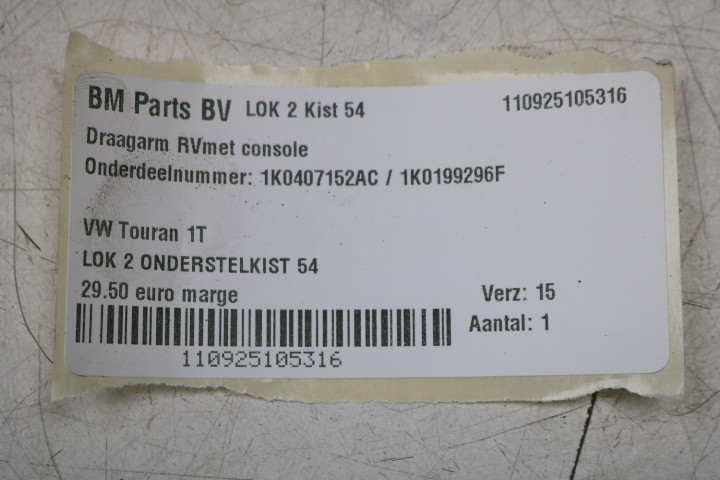 BM Parts BV LOK 2 Kist 54 110925105316
Draagarm RVmet console
Onderdeelnummer: 1K0407152AC / 1K0199296F
VW Touran 1T
LOK 2 ONDERSTELKIST 54
29.50 euro marge Verz: 15
Aantal: 1
110925105316